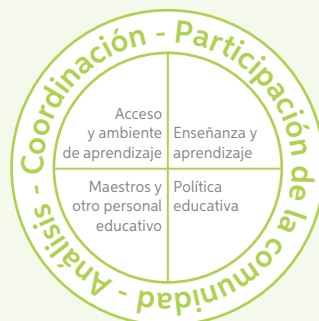 Coordinación - Participación de la comunidad - Análisis -
Acceso
y ambiente
de aprendizaje
Enseñanza y
aprendizaje
Maestros y
otro personal
educativo
Política
educativa